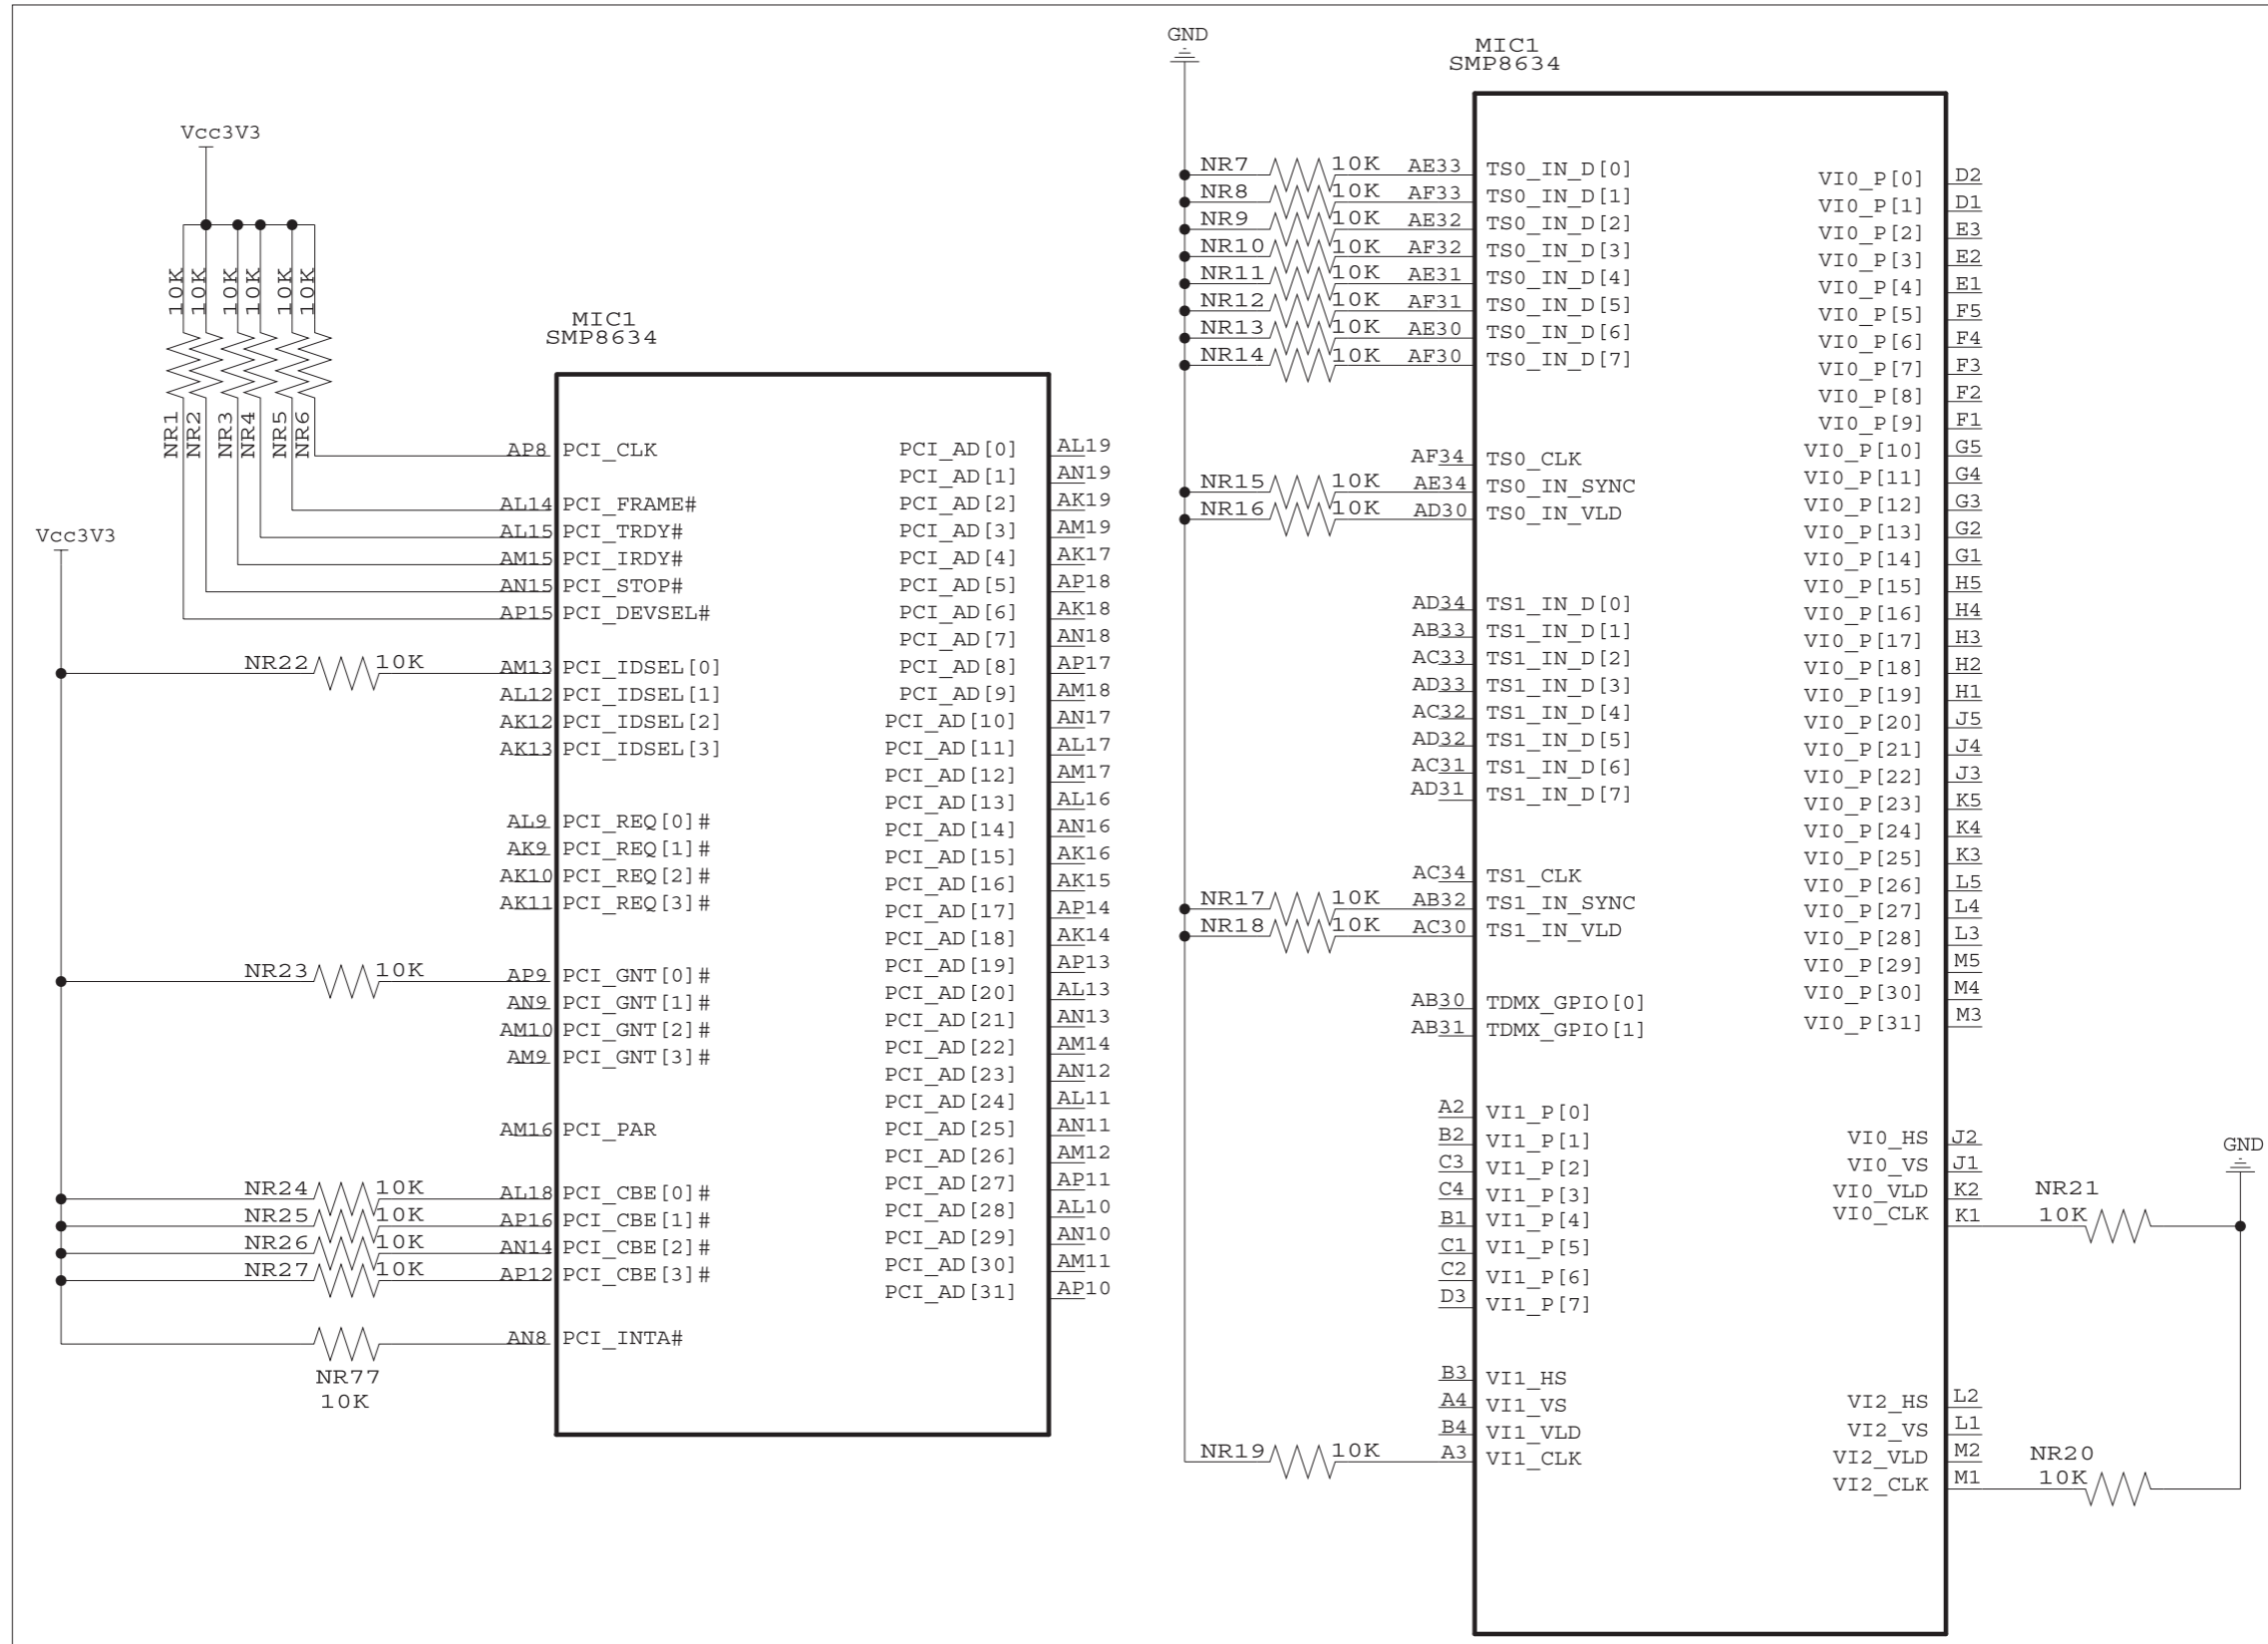 Vcc3V3
10K
10K
10K
10K
10K
10K
NR1
NR2
NR3
NR4
NR5
NR6
Vcc3V3
MIC1
SMP8634
AP8 PCI_CLK
AL14 PCI_FRAME#
AL15 PCI_TRDY#
AM15 PCI_IRDY#
AN15 PCI_STOP#
AP15 PCI_DEVSEL#
NR22 10K AM13 PCI_IDSEL[0]
AL12 PCI_IDSEL[1]
AK12 PCI_IDSEL[2]
AK13 PCI_IDSEL[3]
AL9 PCI_REQ[0]#
AK9 PCI_REQ[1]#
AK10 PCI_REQ[2]#
AK11 PCI_REQ[3]#
NR23 10K AP9 PCI_GNT[0]#
AN9 PCI_GNT[1]#
AM10 PCI_GNT[2]#
AM9 PCI_GNT[3]#
AM16 PCI_PAR
NR24 10K AL18 PCI_CBE[0]#
NR25 10K AP16 PCI_CBE[1]#
NR26 10K AN14 PCI_CBE[2]#
NR27 10K AP12 PCI_CBE[3]#
AN8 PCI_INTA#
NR77
10K
PCI_AD[0] AL19
PCI_AD[1] AN19
PCI_AD[2] AK19
PCI_AD[3] AM19
PCI_AD[4] AK17
PCI_AD[5] AP18
PCI_AD[6] AK18
PCI_AD[7] AN18
PCI_AD[8] AP17
PCI_AD[9] AM18
PCI_AD[10] AN17
PCI_AD[11] AL17
PCI_AD[12] AM17
PCI_AD[13] AL16
PCI_AD[14] AN16
PCI_AD[15] AK16
PCI_AD[16] AK15
PCI_AD[17] AP14
PCI_AD[18] AK14
PCI_AD[19] AP13
PCI_AD[20] AL13
PCI_AD[21] AN13
PCI_AD[22] AM14
PCI_AD[23] AN12
PCI_AD[24] AL11
PCI_AD[25] AN11
PCI_AD[26] AM12
PCI_AD[27] AP11
PCI_AD[28] AL10
PCI_AD[29] AN10
PCI_AD[30] AM11
PCI_AD[31] AP10
GND
MIC1
SMP8634
NR7 10K AE33 TS0_IN_D[0]
NR8 10K AF33 TS0_IN_D[1]
NR9 10K AE32 TS0_IN_D[2]
NR10 10K AF32 TS0_IN_D[3]
NR11 10K AE31 TS0_IN_D[4]
NR12 10K AF31 TS0_IN_D[5]
NR13 10K AE30 TS0_IN_D[6]
NR14 10K AF30 TS0_IN_D[7]
AF34 TS0_CLK
NR15 10K AE34 TS0_IN_SYNC
NR16 10K AD30 TS0_IN_VLD
AD34 TS1_IN_D[0]
AB33 TS1_IN_D[1]
AC33 TS1_IN_D[2]
AD33 TS1_IN_D[3]
AC32 TS1_IN_D[4]
AD32 TS1_IN_D[5]
AC31 TS1_IN_D[6]
AD31 TS1_IN_D[7]
AC34 TS1_CLK
NR17 10K AB32 TS1_IN_SYNC
NR18 10K AC30 TS1_IN_VLD
AB30 TDMX_GPIO[0]
AB31 TDMX_GPIO[1]
A2 VI1_P[0]
B2 VI1_P[1]
C3 VI1_P[2]
C4 VI1_P[3]
B1 VI1_P[4]
C1 VI1_P[5]
C2 VI1_P[6]
D3 VI1_P[7]
B3 VI1_HS
A4 VI1_VS
B4 VI1_VLD
NR19 10K A3 VI1_CLK
VI0_P[0] D2
VI0_P[1] D1
VI0_P[2] E3
VI0_P[3] E2
VI0_P[4] E1
VI0_P[5] F5
VI0_P[6] F4
VI0_P[7] F3
VI0_P[8] F2
VI0_P[9] F1
VI0_P[10] G5
VI0_P[11] G4
VI0_P[12] G3
VI0_P[13] G2
VI0_P[14] G1
VI0_P[15] H5
VI0_P[16] H4
VI0_P[17] H3
VI0_P[18] H2
VI0_P[19] H1
VI0_P[20] J5
VI0_P[21] J4
VI0_P[22] J3
VI0_P[23] K5
VI0_P[24] K4
VI0_P[25] K3
VI0_P[26] L5
VI0_P[27] L4
VI0_P[28] L3
VI0_P[29] M5
VI0_P[30] M4
VI0_P[31] M3
VI0_HS J2
VI0_VS J1
VI0_VLD K2
VI0_CLK K1
NR21
10K
GND
VI2_HS L2
VI2_VS L1
VI2_VLD M2
VI2_CLK M1
NR20
10K